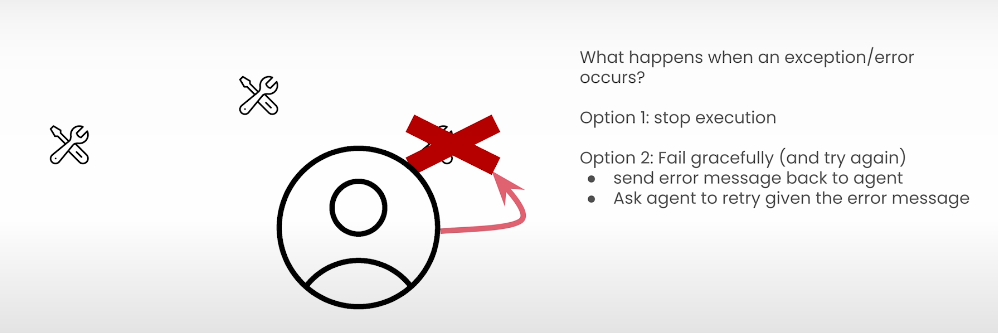 What happens when an exception/error
occurs?
Option 1: stop execution
Option 2: Fail gracefully (and try again)
● send error message back to agent
● Ask agent to retry given the error message